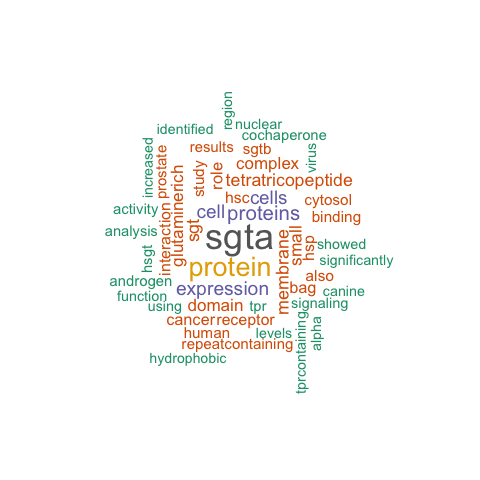 region
nuclear
identified
cochaperone
results
sgtb
virus
increased
prostate
study
role
complex
tetratricopeptide
glutaminerich
hsc
cells
cytosol
activity
cell
proteins
binding
interaction
sgt
sgta
small
hsp
analysis
showed
hsgt
membrane
significantly
protein
also
androgen
expression
bag
canine
function
using
domain
tpr
signaling
cancer
receptor
human
levels
alpha
repeatcontaining
tprcontaining
hydrophobic